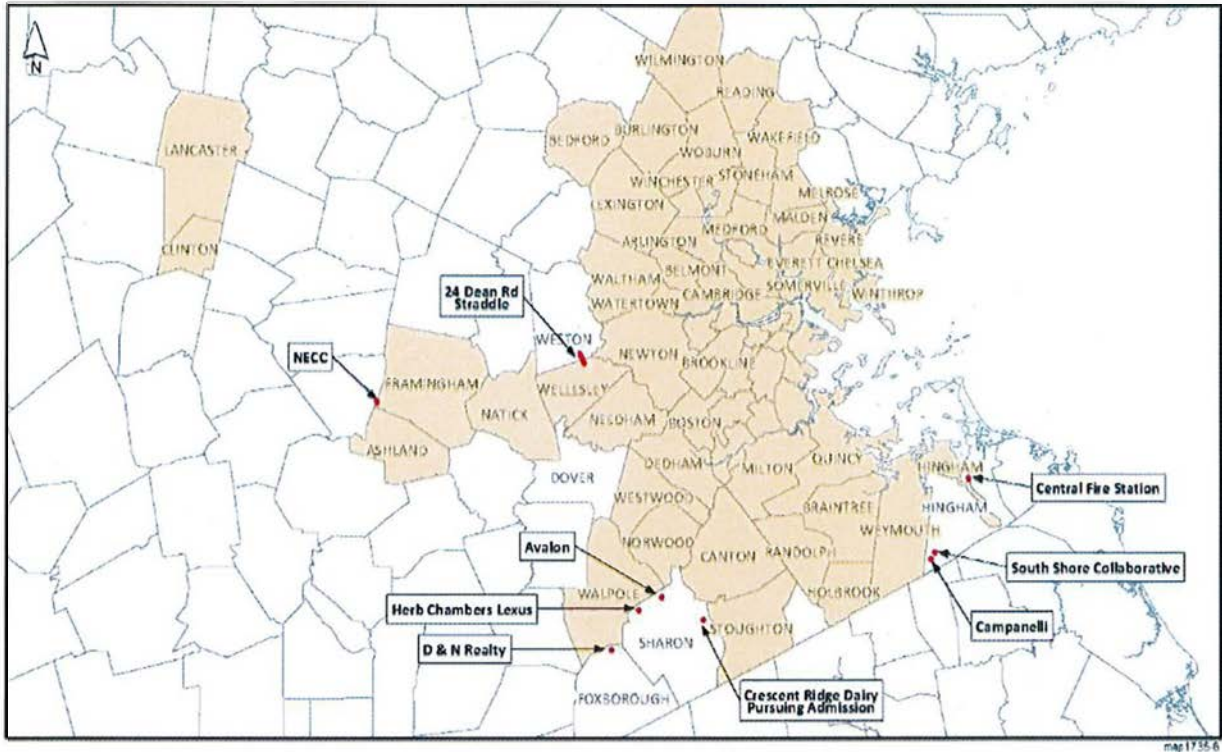 N
WILMINGTON
READING
BEDFORD
BURLINGTON
WAKEFIELD
LANCASTER
WOBURN
STONEHAM
WINCHESTER
MELROSE
LEXINGTON
MALDEN
MEDFORD
ARLINGTON
REVERE
CLINTON
EVERETT CHELSEA
BELMONT
WALTHAM
SOMERVILLE
CAMBRIDGE
WINTHROP
WATERTOWN
24 Dean Rd
Straddle
WESTON
NEWTON
BROOKLINE
NECC
FRAMINGHAM
WELLESLEY
NATICK
NEEDHAM
BOSTON
ASHLAND
QUINCY
DEDHAM
MILTON
HINGHAM
DOVER
Central Fire Station
WESTWOOD
BRAINTREE
HINGHAM
WEYMOUTH
Avalon
NORWOOD
CANTON
RANDOLPH
South Shore Collaborative
WALPOLE
HOLBROOK
Herb Chambers Lexus
Campanelli
STOUGHTON
SHARON
D & N Realty
FOXBOROUGH
Crescent Ridge Dairy
Pursuing Admission